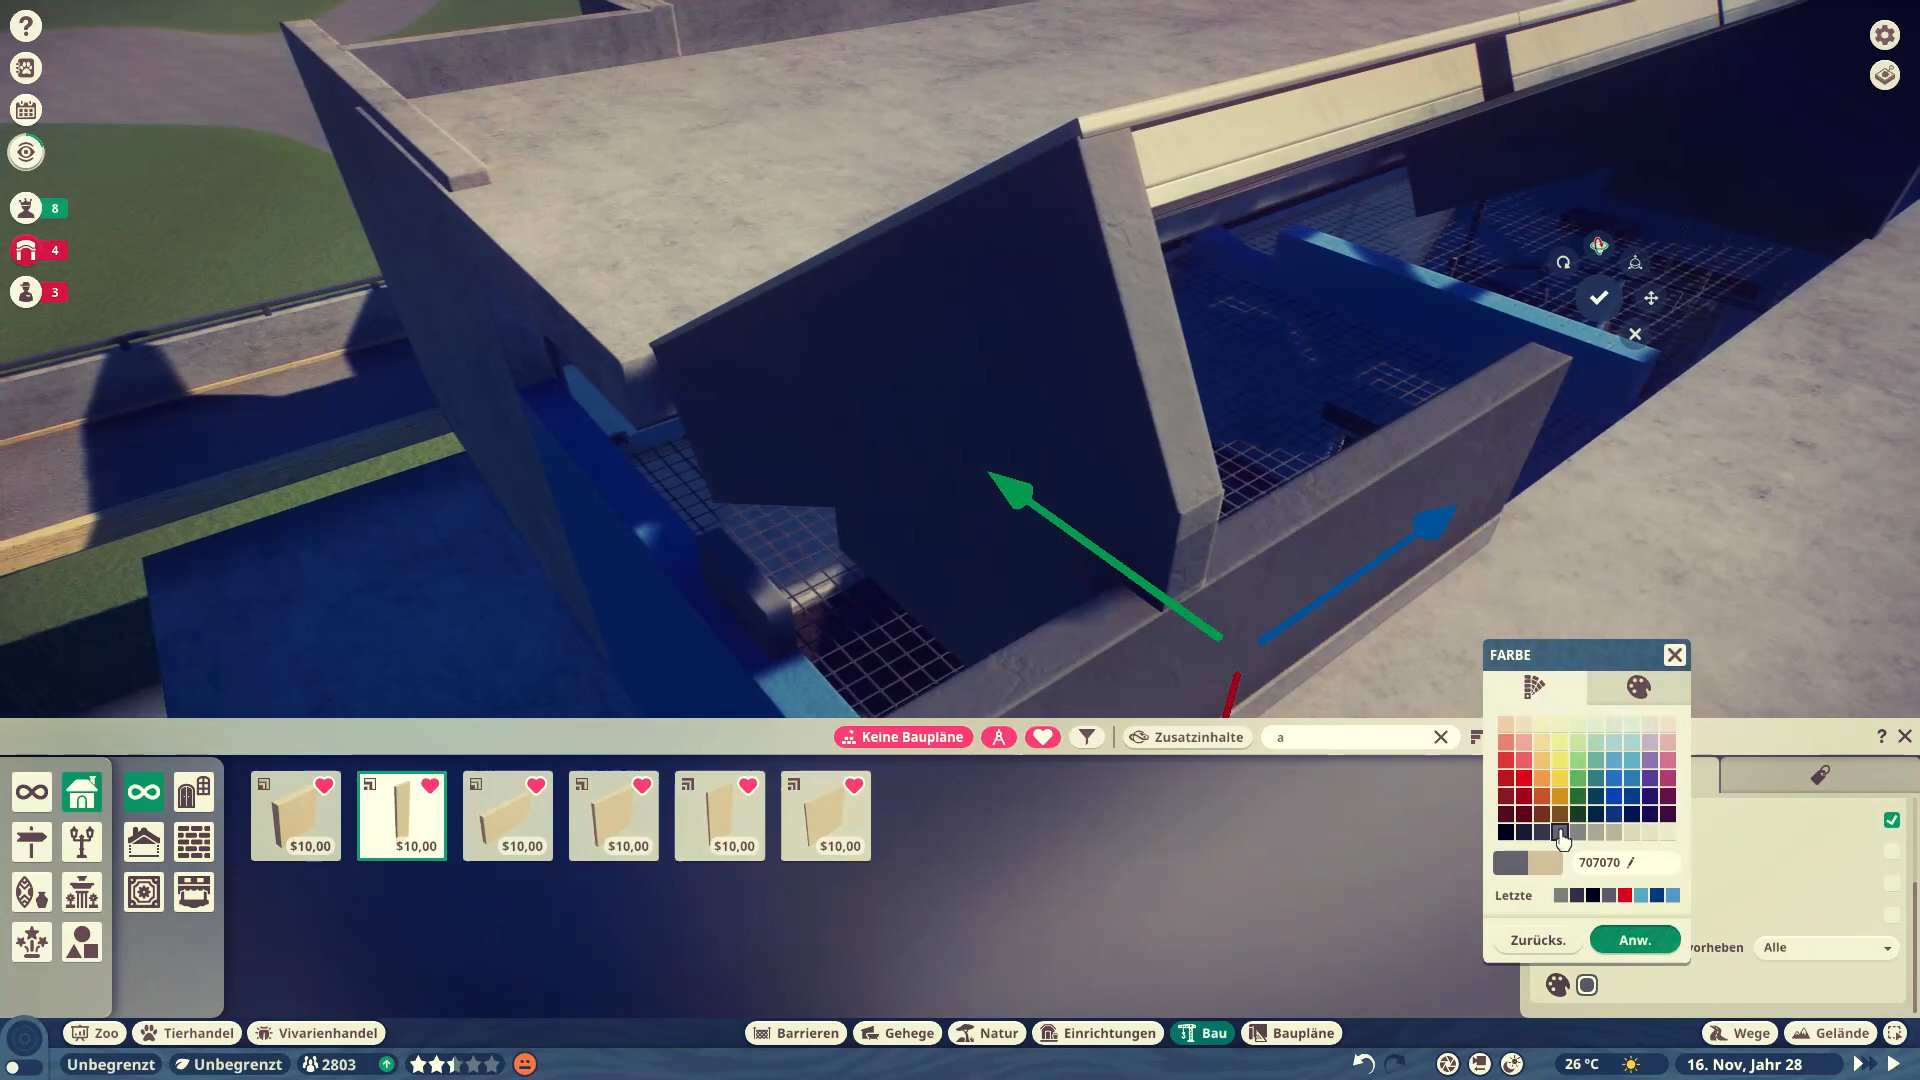 ?
8
4
3
FARBE
Keine Baupläne
Zusatzinhalte
a
?
$10,00
$10,00
$10,00
$10,00
$10,00
$10,00
707070
Letzte
Zurücks.
Anw.
vorheben
Alle
Zoo
Tierhandel
Vivarienhandel
Barrieren
Gehege
Natur
Einrichtungen
Bau
Baupläne
Wege
Gelände
Unbegrenzt
Unbegrenzt
2803
26 °C
16. Nov, Jahr 28